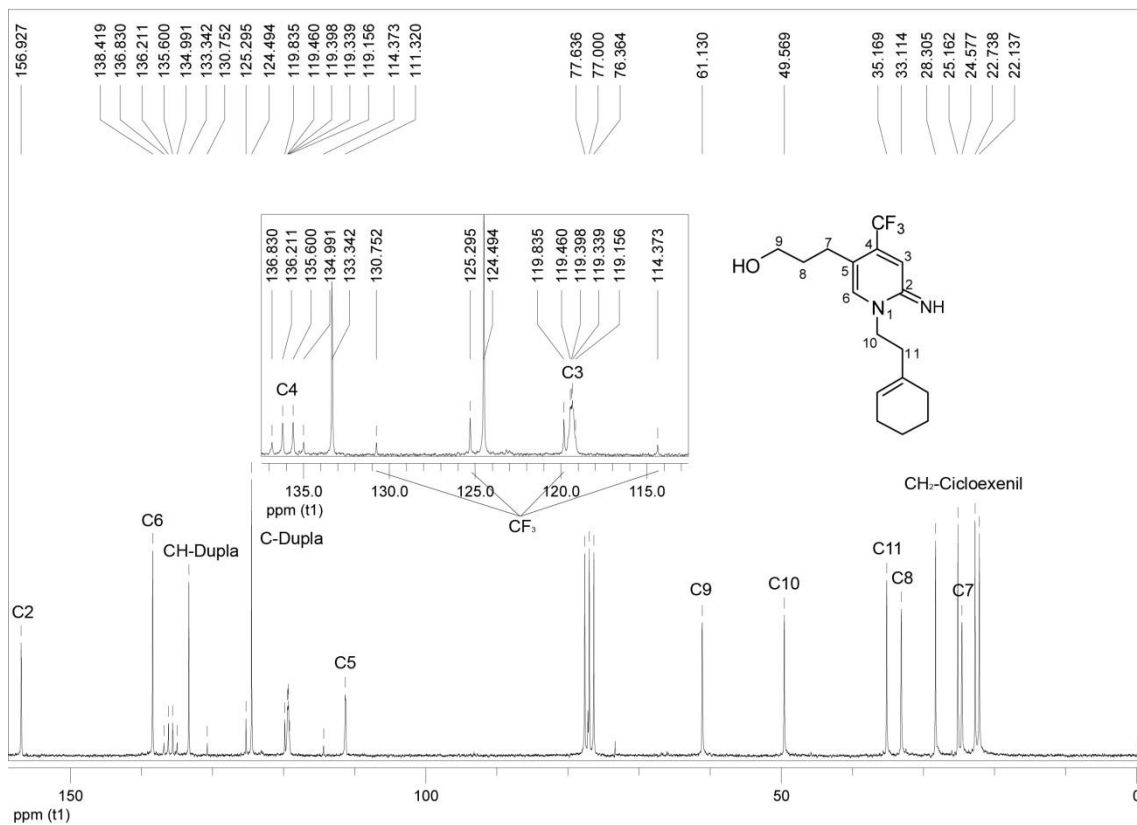 156.927
138.419
136.830
136.211
135.600
134.991
133.342
130.752
125.295
124.494
119.835
119.460
119.398
119.339
119.156
114.373
111.320
77.636
77.000
76.364
61.130
49.569
35.169
33.114
28.305
25.162
24.577
22.738
22.137
136.830
136.211
135.600
134.991
133.342
130.752
125.295
124.494
119.835
119.460
119.398
119.339
119.156
114.373
C4
C3
135.0 130.0 125.0 120.0 115.0
ppm (t1)
CF₃
CF₃
9 7 4 3
HO 8 5 2
6 N NH
1
10 11
C2
C6
CH-Dupla
C-Dupla
C5
C9
C10
C11
C8
CH₂-Cicloexenil
C7
150 100 50 0
ppm (t1)